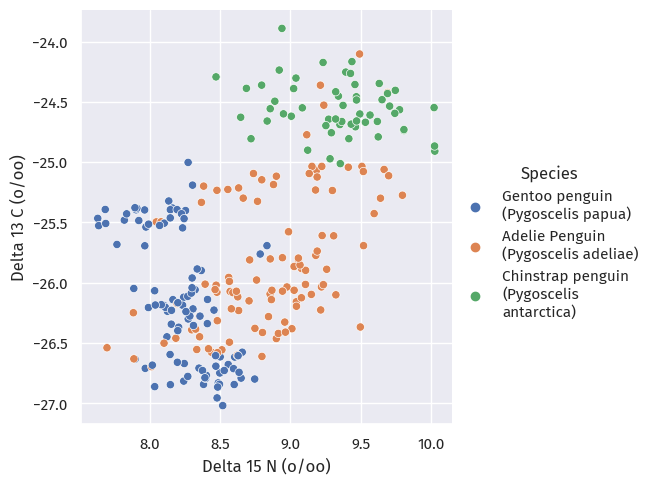 −24.0
−24.5
−25.0
−25.5
−26.0
−26.5
−27.0
Delta 13 C (o/oo)
8.0 8.5 9.0 9.5 10.0
Delta 15 N (o/oo)
Species
Gentoo penguin
(Pygoscelis papua)
Adelie Penguin
(Pygoscelis adeliae)
Chinstrap penguin
(Pygoscelis
antarctica)